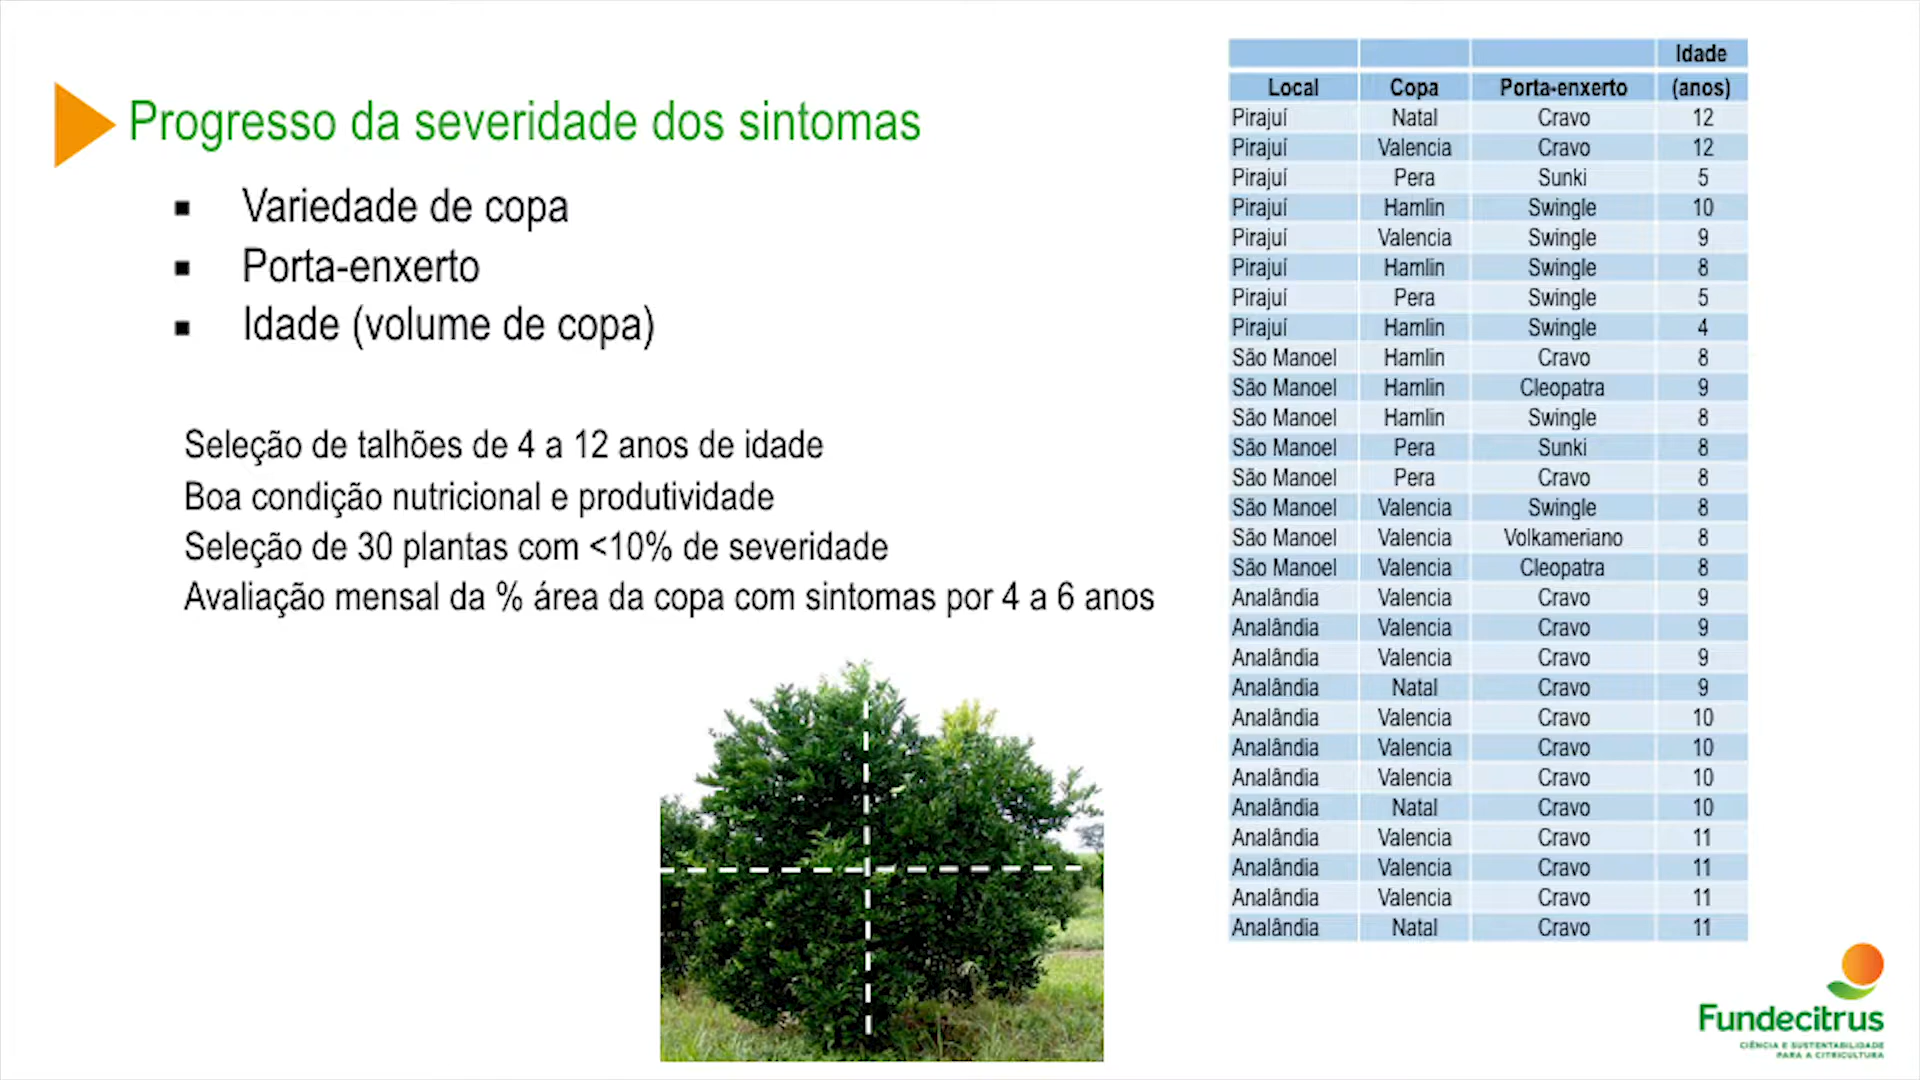 Progresso da severidade dos sintomas
Variedade de copa
Porta-enxerto
Idade (volume de copa)
Seleção de talhões de 4 a 12 anos de idade
Boa condição nutricional e produtividade
Seleção de 30 plantas com <10% de severidade
Avaliação mensal da % área da copa com sintomas por 4 a 6 anos
Idade
Local Copa Porta-enxerto (anos)
Pirajuí Natal Cravo 12
Pirajuí Valencia Cravo 12
Pirajuí Pera Sunki 5
Pirajuí Hamlin Swingle 10
Pirajuí Valencia Swingle 9
Pirajuí Hamlin Swingle 8
Pirajuí Pera Swingle 5
Pirajuí Hamlin Swingle 4
São Manoel Hamlin Cravo 8
São Manoel Hamlin Cleopatra 9
São Manoel Hamlin Swingle 8
São Manoel Pera Sunki 8
São Manoel Pera Cravo 8
São Manoel Valencia Swingle 8
São Manoel Valencia Volkameriano 8
São Manoel Valencia Cleopatra 8
Analândia Valencia Cravo 9
Analândia Valencia Cravo 9
Analândia Valencia Cravo 9
Analândia Natal Cravo 9
Analândia Valencia Cravo 10
Analândia Valencia Cravo 10
Analândia Valencia Cravo 10
Analândia Natal Cravo 10
Analândia Valencia Cravo 11
Analândia Valencia Cravo 11
Analândia Valencia Cravo 11
Analândia Natal Cravo 11
Fundecitrus
CIÊNCIA E SUSTENTABILIDADE
PARA A CITRICULTURA